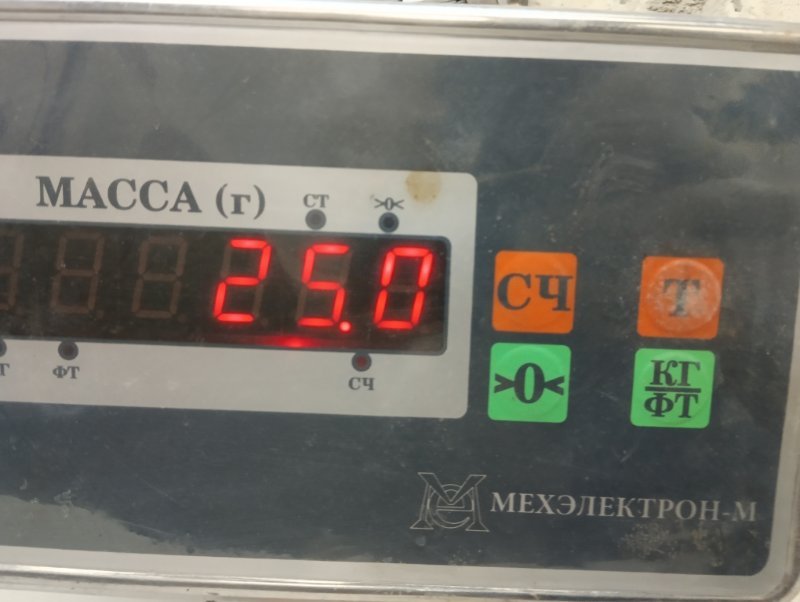 МАССА (г)
СТ
>0<
25.0
ФТ
СЧ
СЧ
Т
>0<
КГ
ФТ
МЕХЭЛЕКТРОН-М